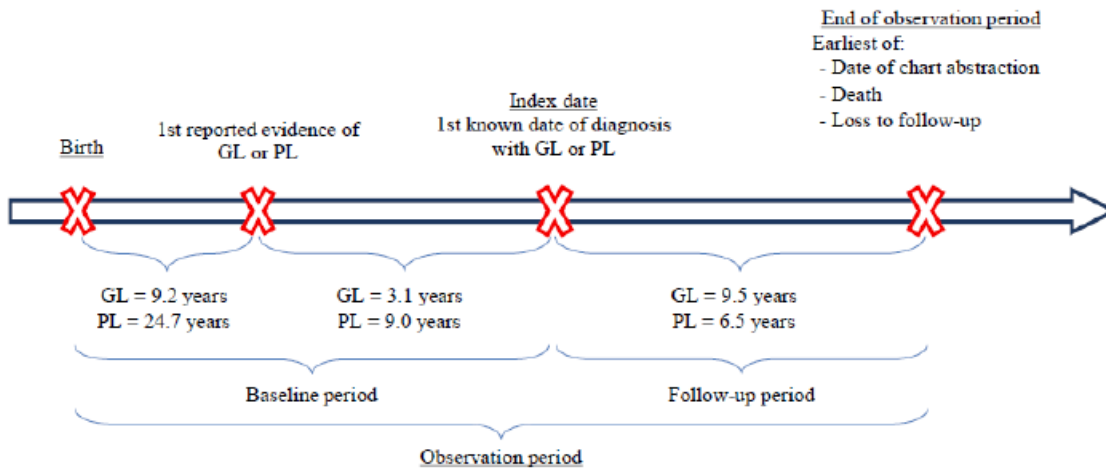 End of observation period
Earliest of:
- Date of chart abstraction
- Death
- Loss to follow-up
Index date
1st known date of diagnosis
with GL or PL
1st reported evidence of
GL or PL
Birth
GL = 9.2 years
PL = 24.7 years
GL = 3.1 years
PL = 9.0 years
GL = 9.5 years
PL = 6.5 years
Baseline period
Follow-up period
Observation period